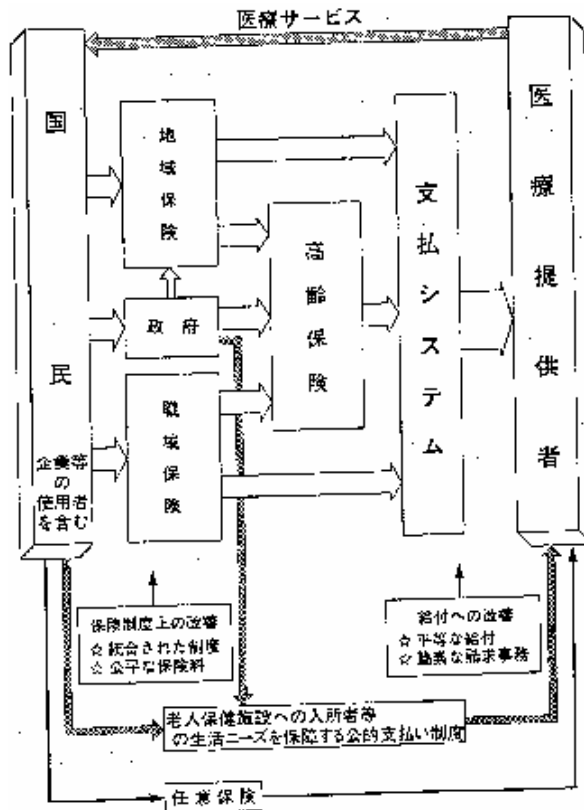 医療サービス
国民
企業等
の
使用者
を含む
地域保険
政府
職域保険
高齢保険
支払システム
医療提供者
保険制度上の改善
☆統合された制度
☆公平な保険料
給付への改善
☆平等な給付
☆簡素な請求事務
老人保健施設への入所者等
の生活ニーズを保障する公的支払い制度
任意保険